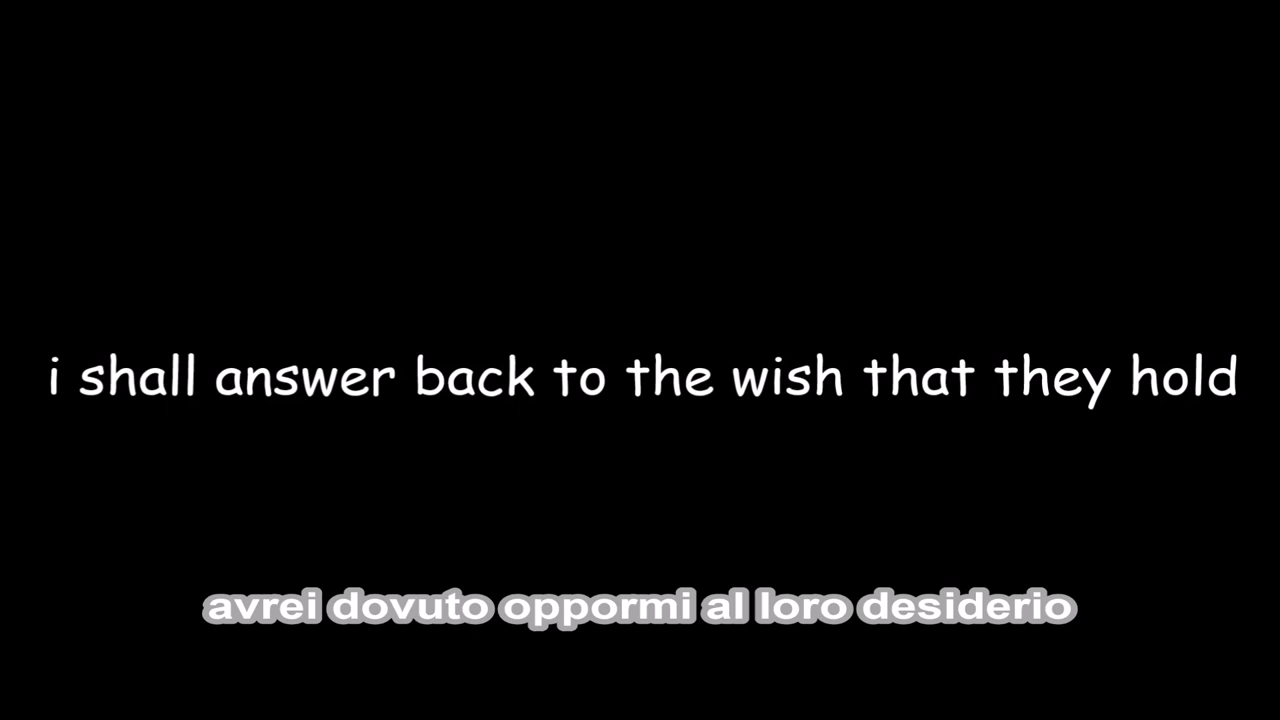 i shall answer back to the wish that they hold
avrei dovuto oppormi al loro desiderio